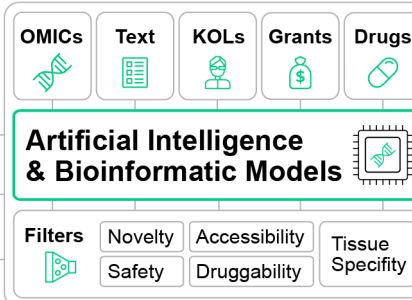 OMICs Text KOLs Grants Drugs
$
Artificial Intelligence
& Bioinformatic Models
Filters
Novelty Accessibility
Safety Druggability
Tissue
Specifity